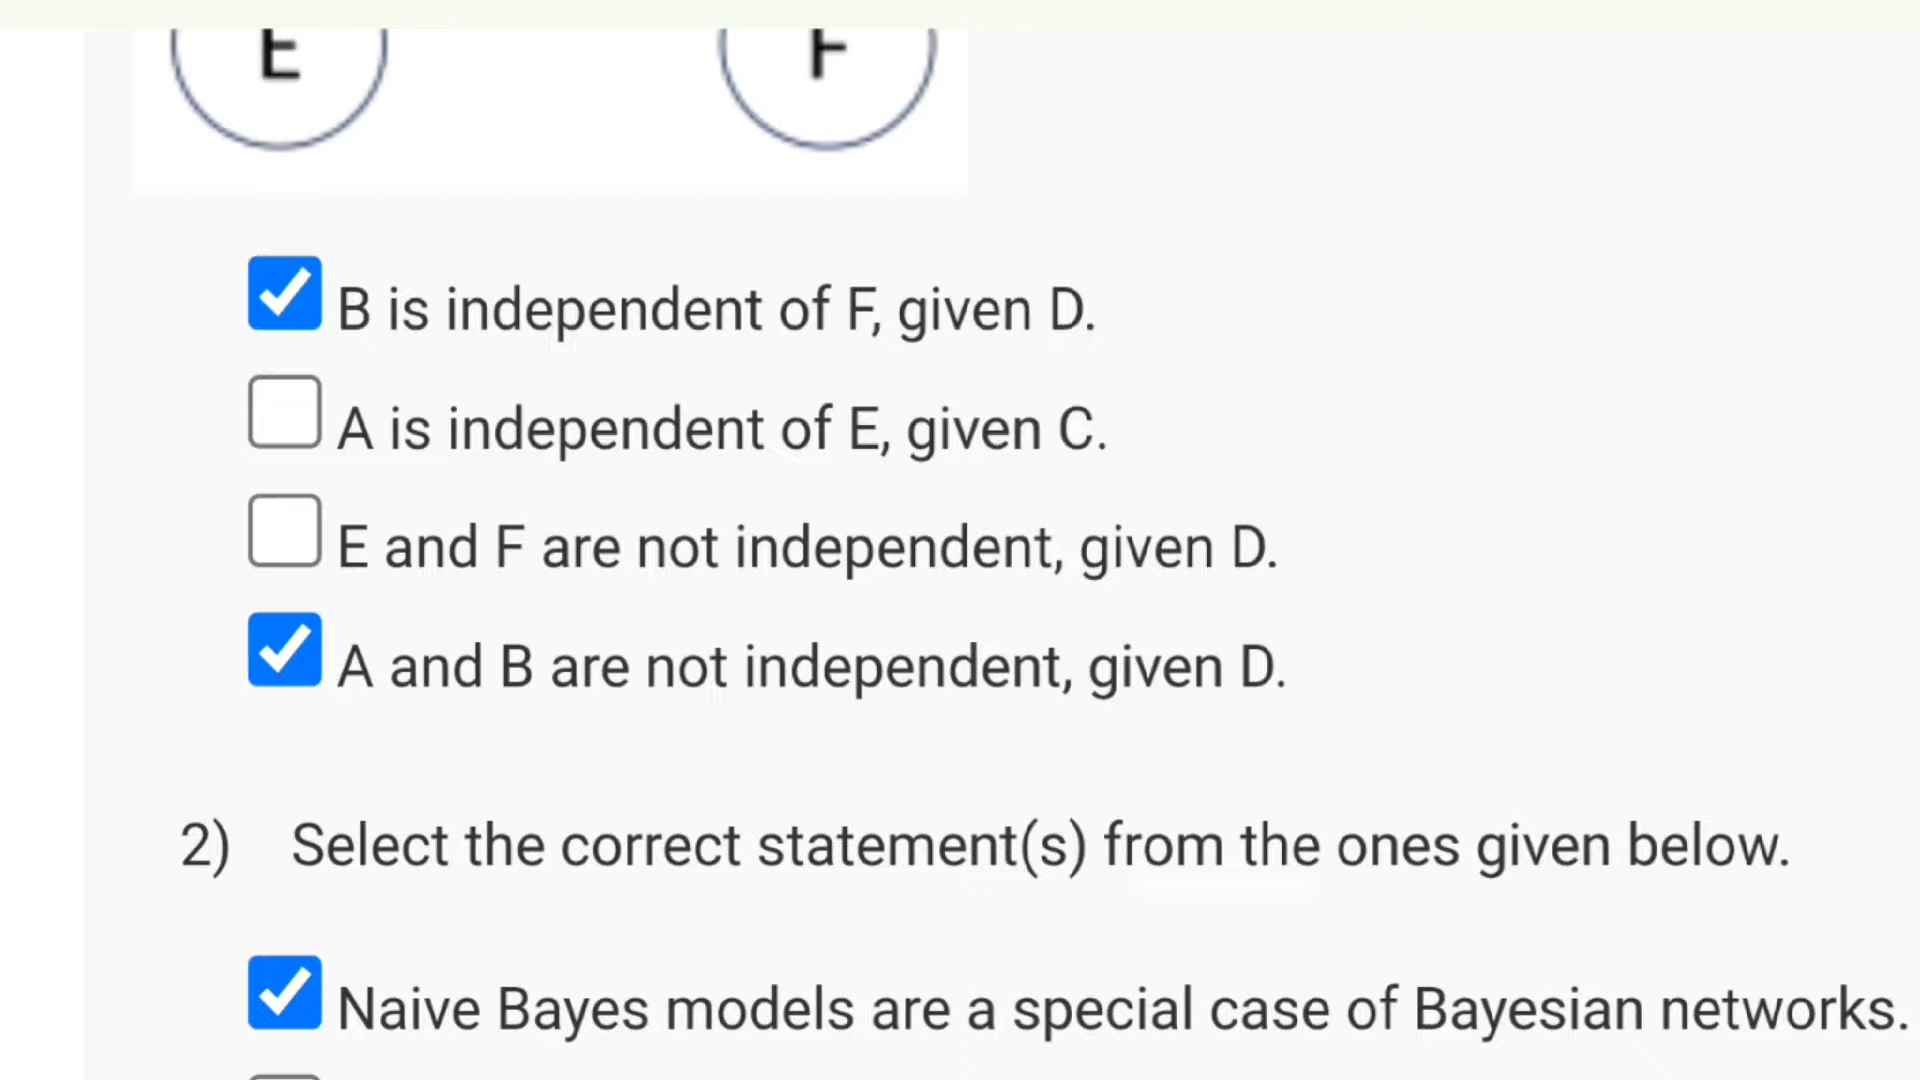 E F
B is independent of F, given D.
A is independent of E, given C.
E and F are not independent, given D.
A and B are not independent, given D.
2) Select the correct statement(s) from the ones given below.
Naive Bayes models are a special case of Bayesian networks.